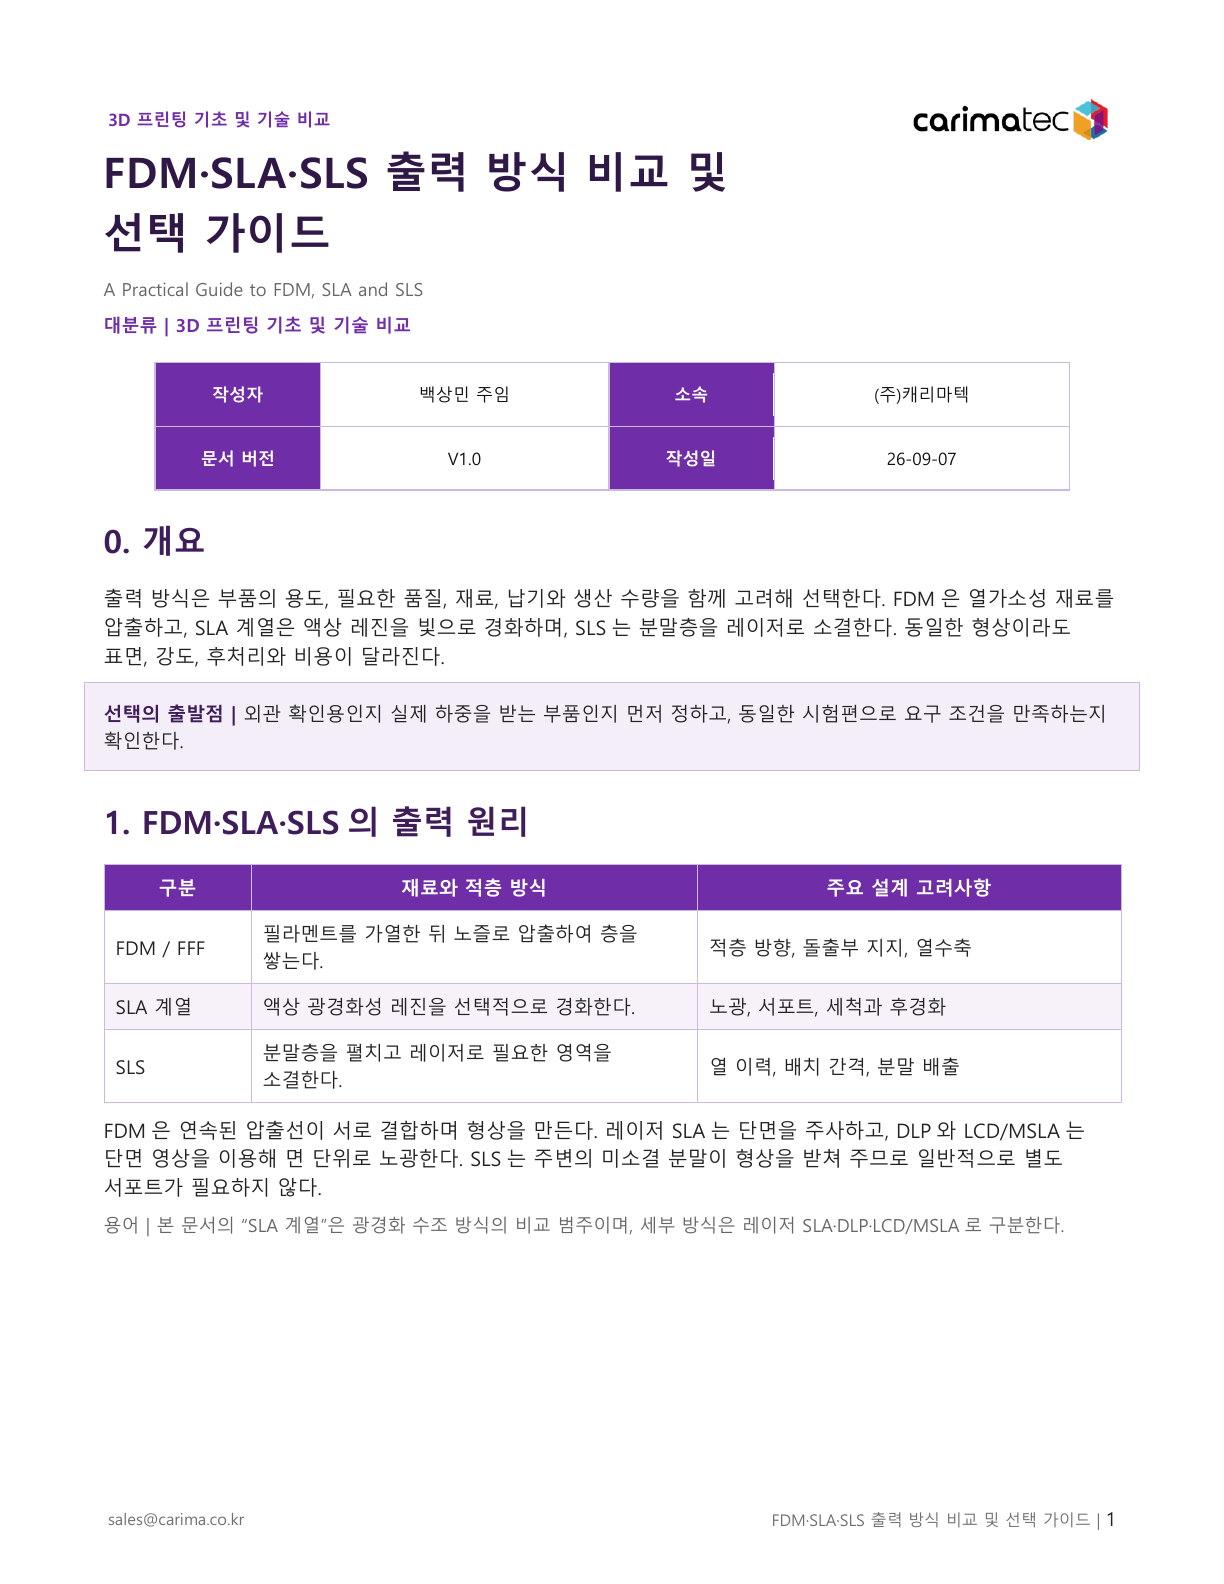 3D 프린팅 기초 및 기술 비교
carimatec
FDM·SLA·SLS 출력 방식 비교 및
선택 가이드
A Practical Guide to FDM, SLA and SLS
대분류 | 3D 프린팅 기초 및 기술 비교
작성자 백상민 주임 소속 (주)캐리마텍
문서 버전 V1.0 작성일 26-09-07
0. 개요
출력 방식은 부품의 용도, 필요한 품질, 재료, 납기와 생산 수량을 함께 고려해 선택한다. FDM 은 열가소성 재료를
압출하고, SLA 계열은 액상 레진을 빛으로 경화하며, SLS 는 분말층을 레이저로 소결한다. 동일한 형상이라도
표면, 강도, 후처리와 비용이 달라진다.
선택의 출발점 | 외관 확인용인지 실제 하중을 받는 부품인지 먼저 정하고, 동일한 시험편으로 요구 조건을 만족하는지
확인한다.
1. FDM·SLA·SLS 의 출력 원리
구분 재료와 적층 방식 주요 설계 고려사항
FDM / FFF 필라멘트를 가열한 뒤 노즐로 압출하여 층을
쌓는다. 적층 방향, 돌출부 지지, 열수축
SLA 계열 액상 광경화성 레진을 선택적으로 경화한다. 노광, 서포트, 세척과 후경화
SLS 분말층을 펼치고 레이저로 필요한 영역을
소결한다. 열 이력, 배치 간격, 분말 배출
FDM 은 연속된 압출선이 서로 결합하며 형상을 만든다. 레이저 SLA 는 단면을 주사하고, DLP 와 LCD/MSLA 는
단면 영상을 이용해 면 단위로 노광한다. SLS 는 주변의 미소결 분말이 형상을 받쳐 주므로 일반적으로 별도
서포트가 필요하지 않다.
용어 | 본 문서의 “SLA 계열”은 광경화 수조 방식의 비교 범주이며, 세부 방식은 레이저 SLA·DLP·LCD/MSLA 로 구분한다.
sales@carima.co.kr
FDM·SLA·SLS 출력 방식 비교 및 선택 가이드 | 1